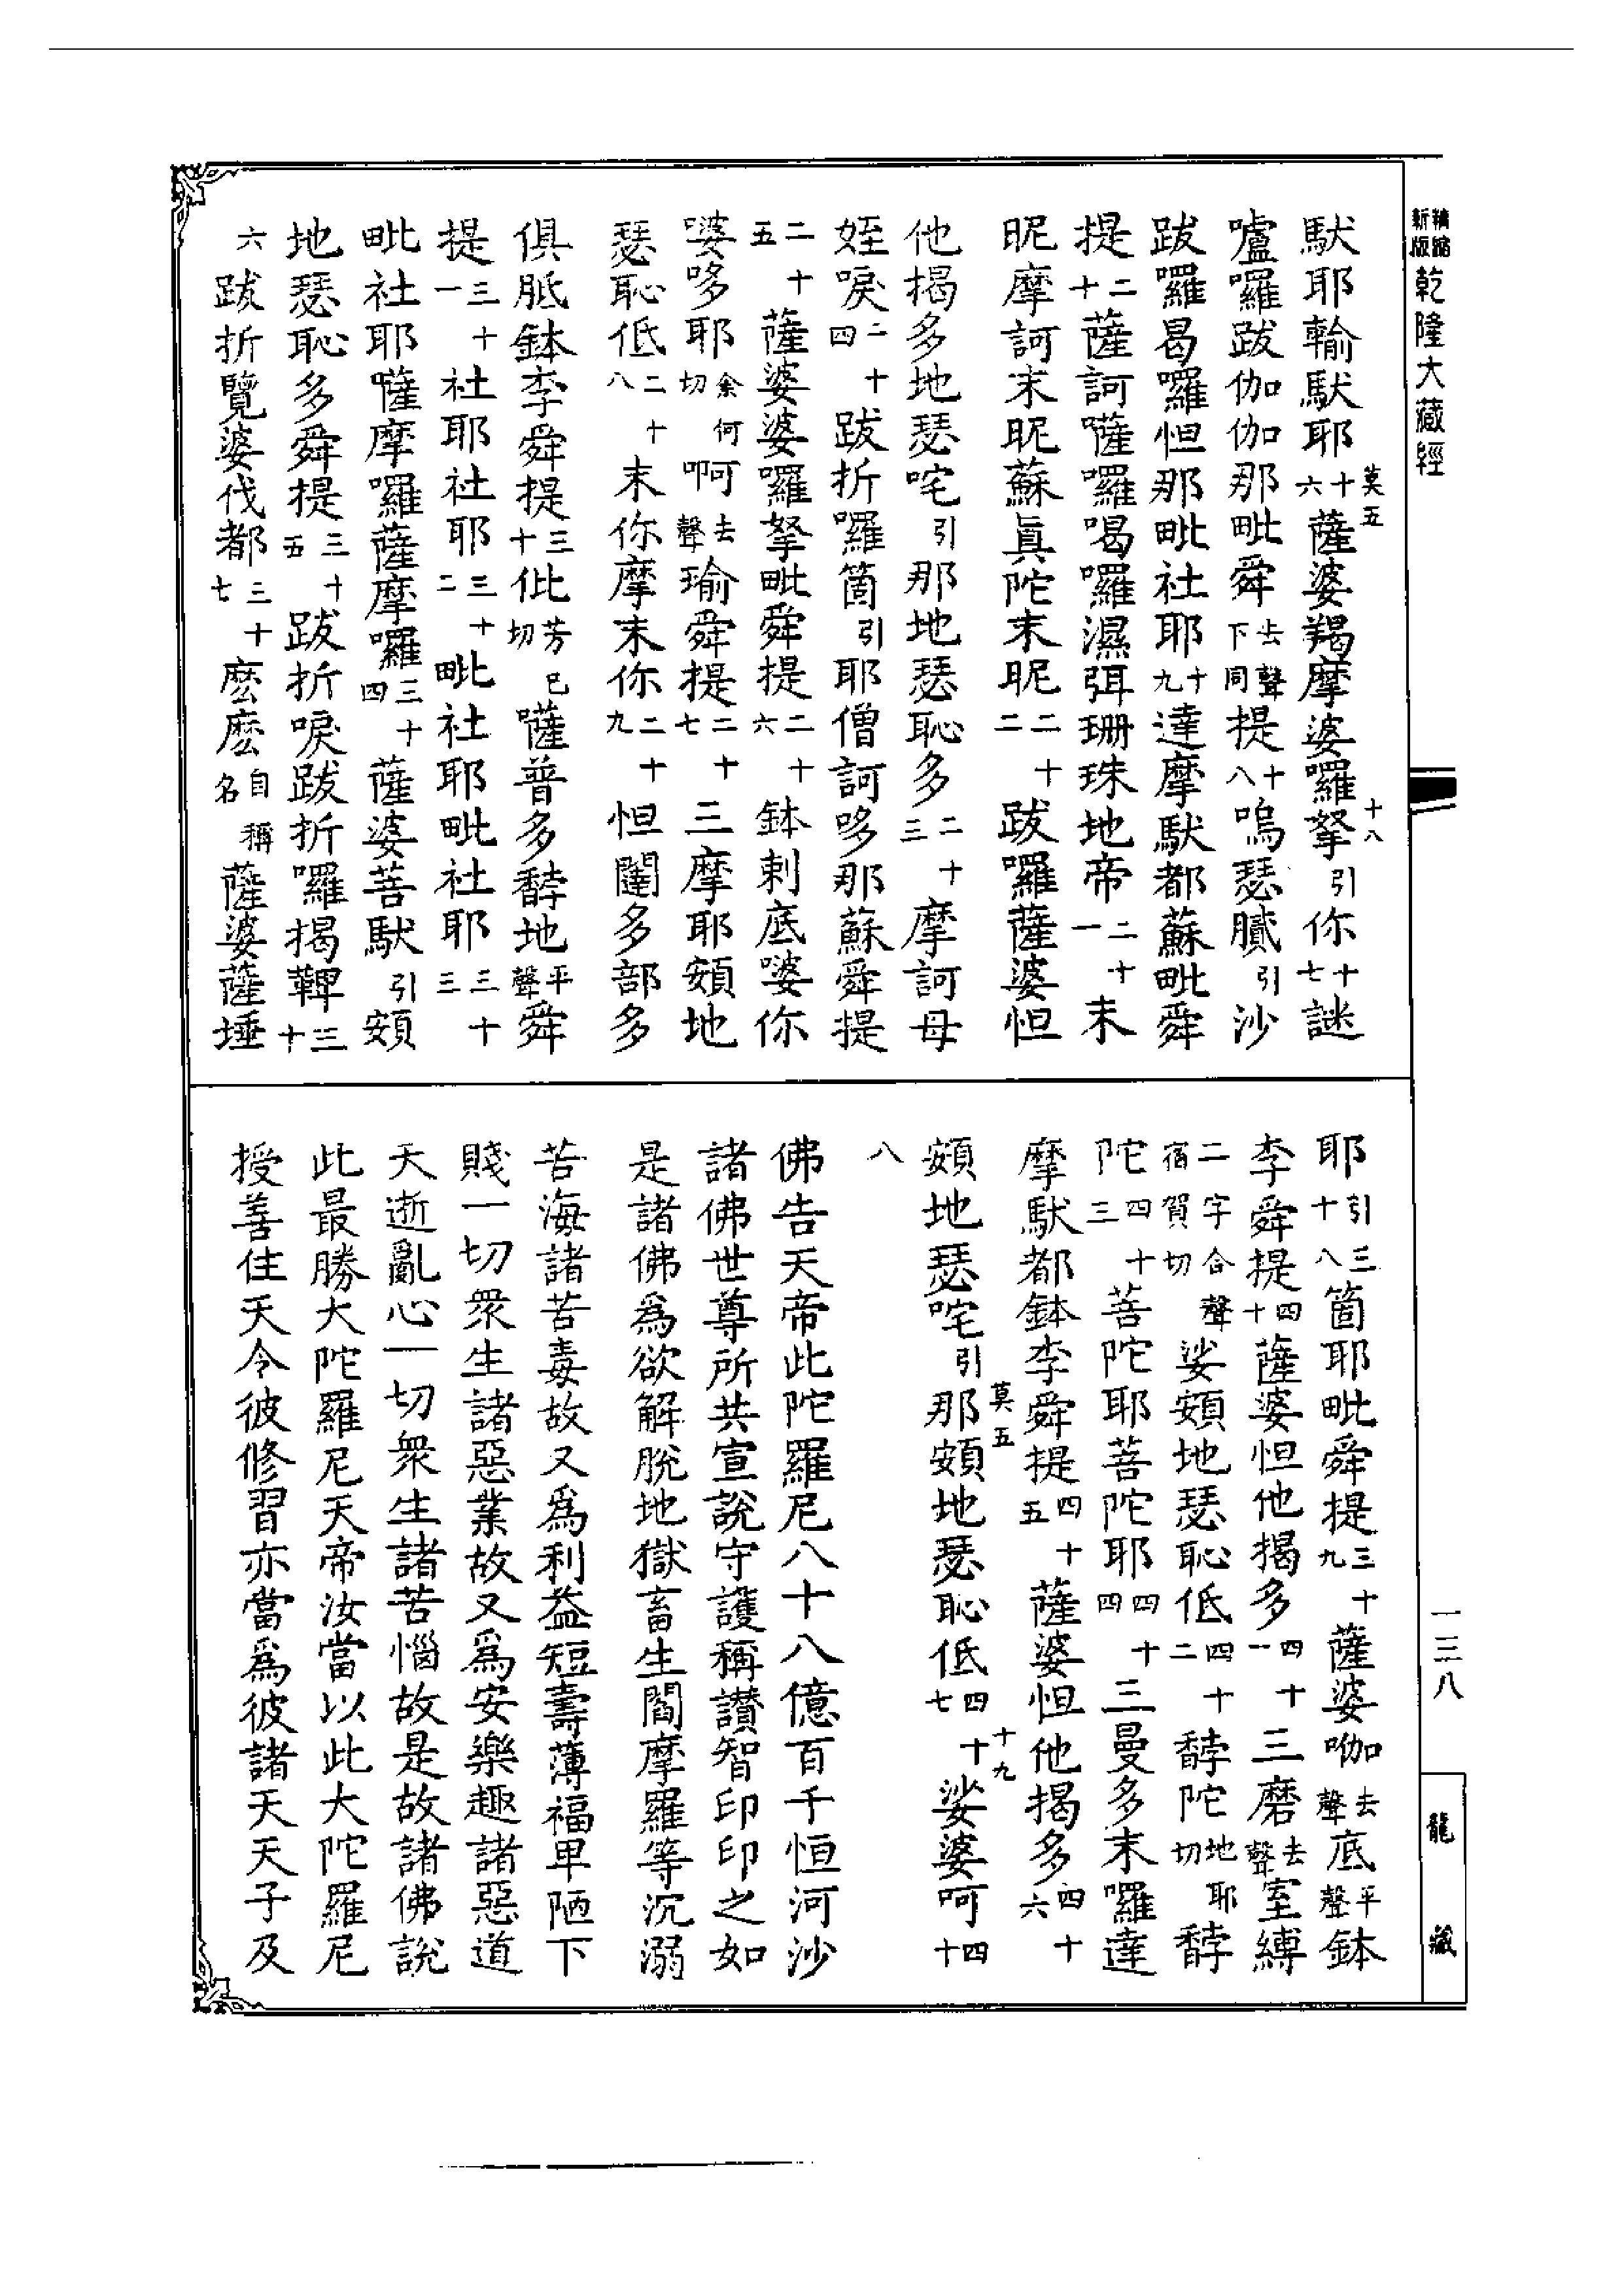 新版精縮 乾隆大藏經
一三八
龍藏
莫五 十八
馱耶輸馱耶十六薩婆羯摩婆羅拏引你十七謎
嚧囉跋伽伽那毗舜去聲下同提十八嗚瑟膩引沙
跋羅曷囉怛那毗社耶十九達摩馱都蘇毗舜
提二十薩訶薩囉喝囉濕弭珊珠地帝二十一末
昵摩訶末昵蘇眞陀末昵二十二跋囉薩婆怛
他揭多地瑟咤引那地瑟恥多二十三摩訶母
姪唳二十四跋折囉箇引耶僧訶哆那蘇舜提
二十五薩婆婆囉拏毗舜提二十六鉢剌底婆你
婆哆耶余何切啊去聲瑜舜提二十七三摩耶頞地
瑟恥低二十八末你摩末你二十九怛闥多部多
俱胝鉢李舜提三十仳芳已切薩普多馞地平聲舜
提三十一社耶社耶三十二毗社耶毗社耶三十三
毗社耶薩摩囉薩摩囉三十四薩婆菩馱引頞
地瑟恥多舜提三十五跋折唳跋折囉揭鞞三十
六跋折覽婆伐都三十七麽麽自稱名薩婆薩埵
耶引三十八箇耶毗舜提三十九薩婆咖去聲底平聲鉢
李舜提四十薩婆怛他揭多四十一三磨去聲室縛
二字合聲痟賀切娑頞地瑟恥低四十二馞陀地耶切馞
陀四十三菩陀耶菩陀耶四十四三曼多末囉達
摩馱都鉢李舜提四十五薩婆怛他揭多四十六
莫五 十九
頞地瑟咤引那頞地瑟恥低四十七娑婆呵四十
八
佛告天帝此陀羅尼八十八億百千恒河沙
諸佛世尊所共宣說守護稱讚智印印之如
是諸佛爲欲解脫地獄畜生閻摩羅等沉溺
苦海諸苦毒故又爲利益短壽薄福卑陋下
賤一切衆生諸惡業故又爲安樂趣諸惡道
夭逝亂心一切衆生諸苦惱故是故諸佛說
此最勝大陀羅尼天帝汝當以此大陀羅尼
授善住天令彼修習亦當爲彼諸天天子及